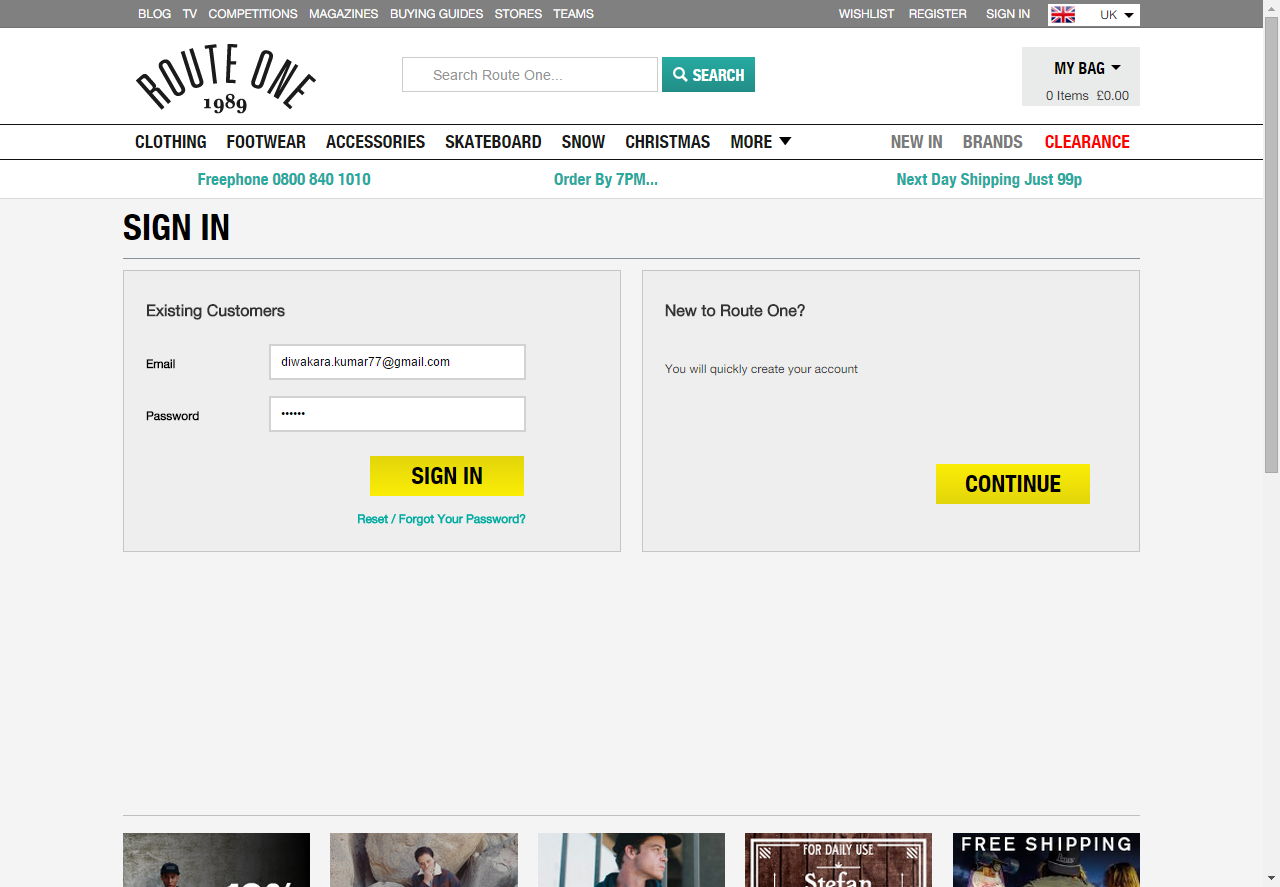 BLOG TV COMPETITIONS MAGAZINES BUYING GUIDES STORES TEAMS WISHLIST REGISTER SIGN IN UK
ROUTE ONE
1989
Search Route One...
SEARCH
MY BAG
0 Items £0.00
CLOTHING FOOTWEAR ACCESSORIES SKATEBOARD SNOW CHRISTMAS MORE NEW IN BRANDS CLEARANCE
Freephone 0800 840 1010 Order By 7PM... Next Day Shipping Just 99p
SIGN IN
Existing Customers
Email diwakara.kumar77@gmail.com
Password ••••••
SIGN IN
Reset / Forgot Your Password?
New to Route One?
You will quickly create your account
CONTINUE
FOR DAILY USE
Stefan
FREE SHIPPING